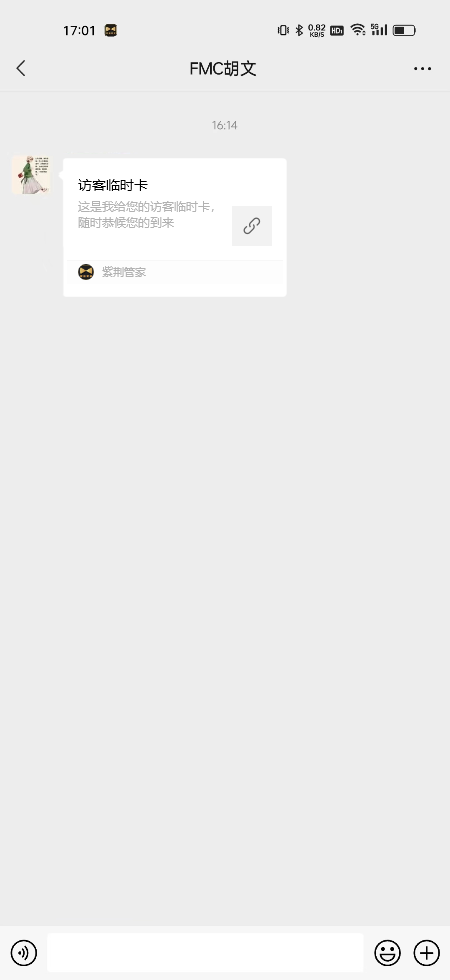 17:01
0.82
KB/S
HD
5G
FMC胡文
16:14
访客临时卡
这是我给您的访客临时卡，
随时恭候您的到来
紫荆管家